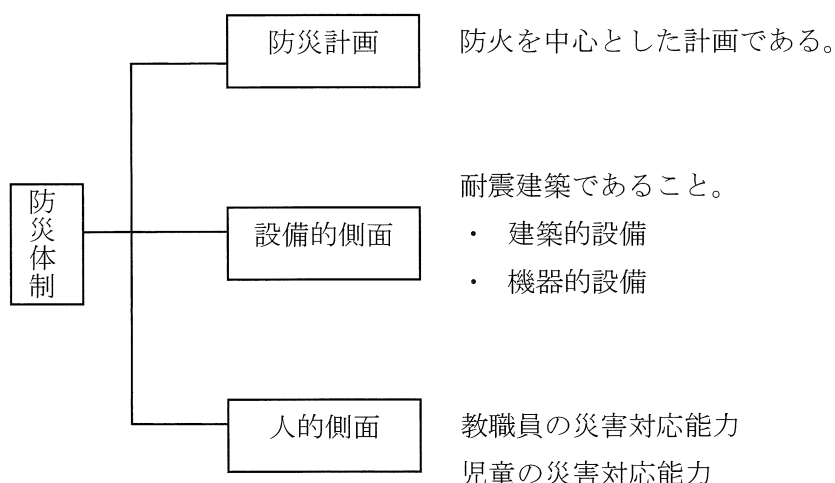 防災体制
防災計画
防火を中心とした計画である。
設備的側面
耐震建築であること。
・ 建築的設備
・ 機器的設備
人的側面
教職員の災害対応能力
児童の災害対応能力